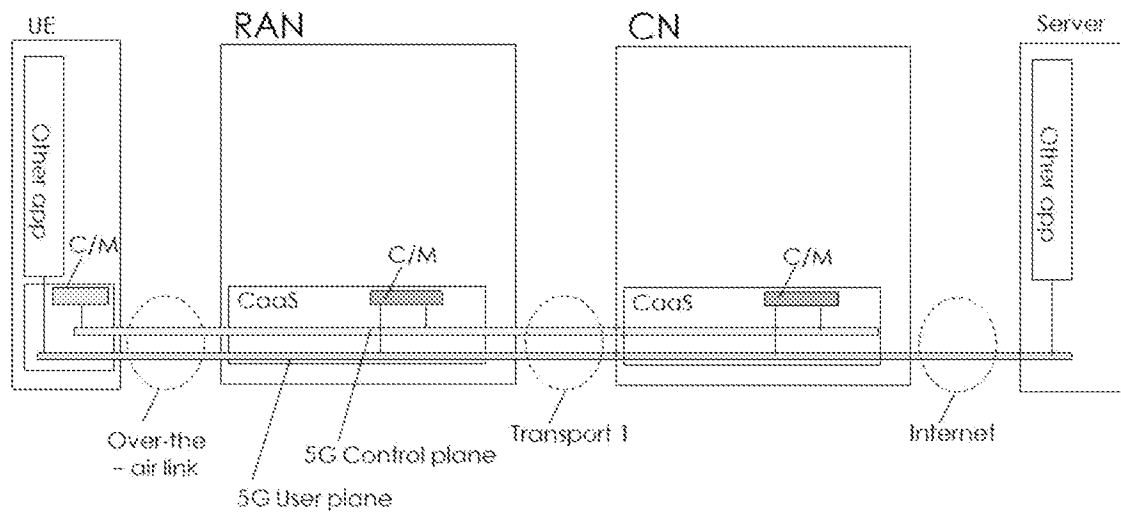 UE
RAN
CN
Server
Other app
Other app
C/M
C/M
C/M
CaaS
CaaS
Over-the
- air link
5G Control plane
5G User plane
Transport 1
Internet